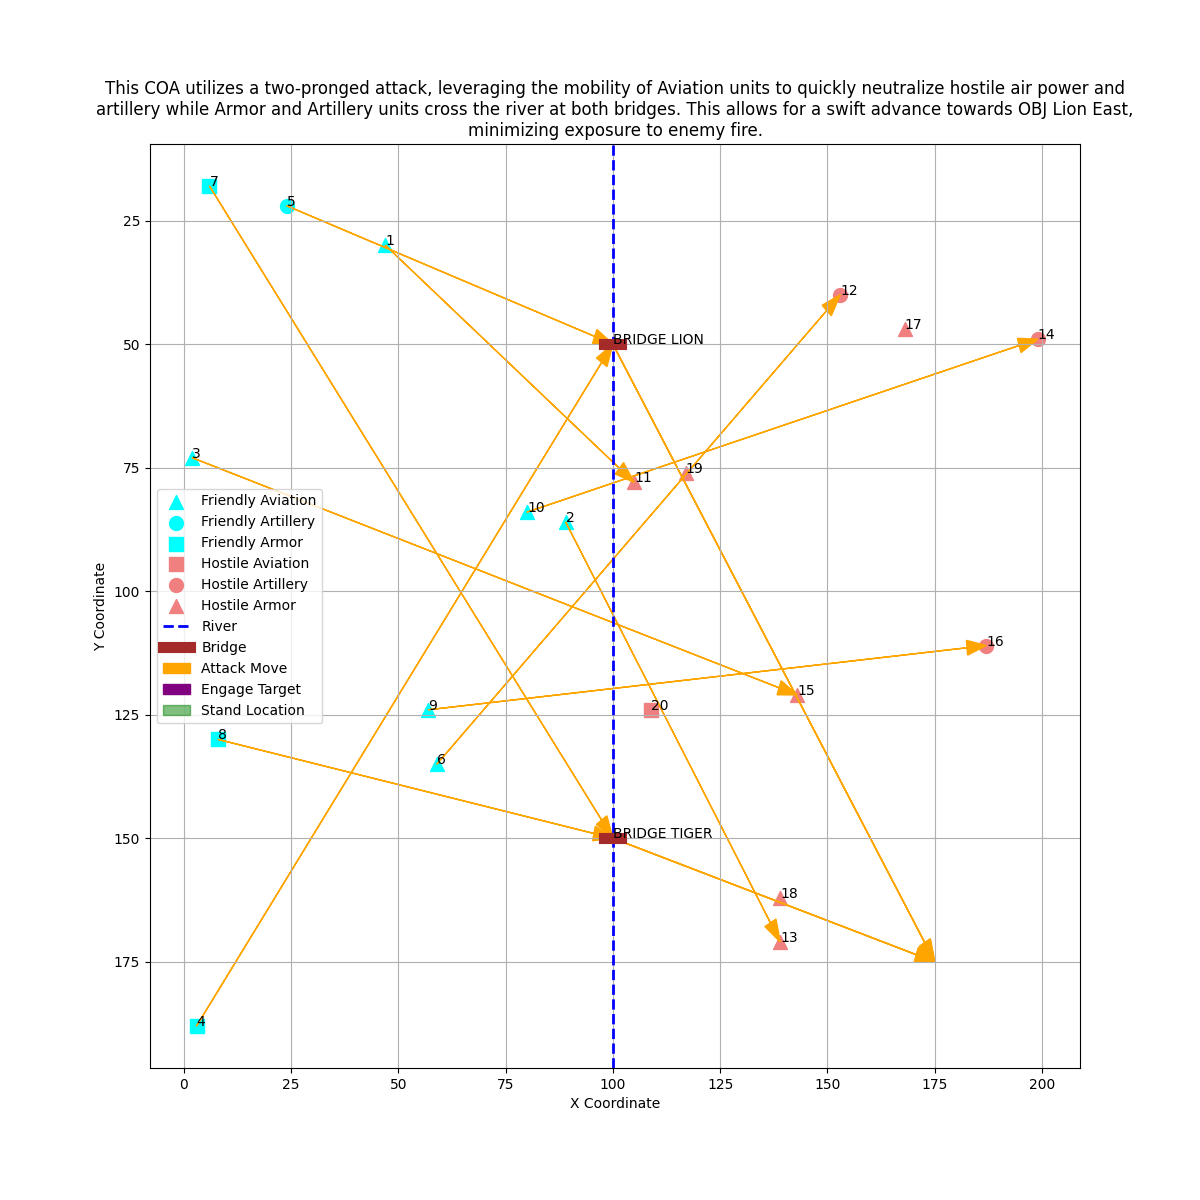 This COA utilizes a two-pronged attack, leveraging the mobility of Aviation units to quickly neutralize hostile air power and
artillery while Armor and Artillery units cross the river at both bridges. This allows for a swift advance towards OBJ Lion East,
minimizing exposure to enemy fire.
7
5
1
12
17
14
BRIDGE LION
3
19
11
10
2
16
15
9
20
8
6
BRIDGE TIGER
18
13
4
Friendly Aviation
Friendly Artillery
Friendly Armor
Hostile Aviation
Hostile Artillery
Hostile Armor
River
Bridge
Attack Move
Engage Target
Stand Location
25
50
75
100
125
150
175
Y Coordinate
0
25
50
75
100
125
150
175
200
X Coordinate